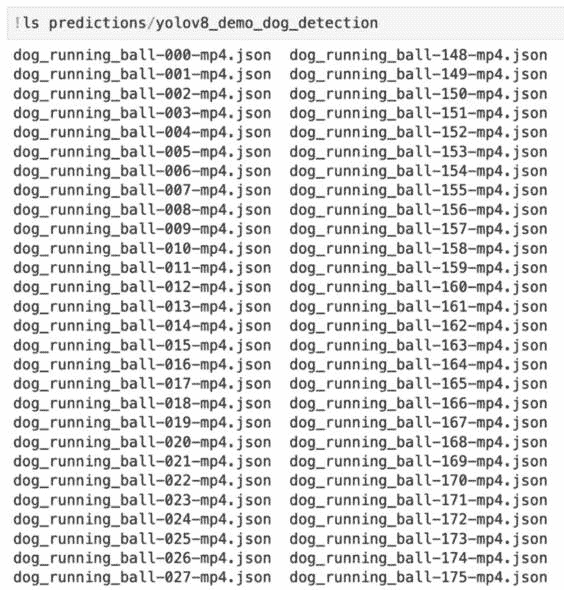 !ls predictions/yolov8_demo_dog_detection
dog_running_ball-000-mp4.json  dog_running_ball-148-mp4.json
dog_running_ball-001-mp4.json  dog_running_ball-149-mp4.json
dog_running_ball-002-mp4.json  dog_running_ball-150-mp4.json
dog_running_ball-003-mp4.json  dog_running_ball-151-mp4.json
dog_running_ball-004-mp4.json  dog_running_ball-152-mp4.json
dog_running_ball-005-mp4.json  dog_running_ball-153-mp4.json
dog_running_ball-006-mp4.json  dog_running_ball-154-mp4.json
dog_running_ball-007-mp4.json  dog_running_ball-155-mp4.json
dog_running_ball-008-mp4.json  dog_running_ball-156-mp4.json
dog_running_ball-009-mp4.json  dog_running_ball-157-mp4.json
dog_running_ball-010-mp4.json  dog_running_ball-158-mp4.json
dog_running_ball-011-mp4.json  dog_running_ball-159-mp4.json
dog_running_ball-012-mp4.json  dog_running_ball-160-mp4.json
dog_running_ball-013-mp4.json  dog_running_ball-161-mp4.json
dog_running_ball-014-mp4.json  dog_running_ball-162-mp4.json
dog_running_ball-015-mp4.json  dog_running_ball-163-mp4.json
dog_running_ball-016-mp4.json  dog_running_ball-164-mp4.json
dog_running_ball-017-mp4.json  dog_running_ball-165-mp4.json
dog_running_ball-018-mp4.json  dog_running_ball-166-mp4.json
dog_running_ball-019-mp4.json  dog_running_ball-167-mp4.json
dog_running_ball-020-mp4.json  dog_running_ball-168-mp4.json
dog_running_ball-021-mp4.json  dog_running_ball-169-mp4.json
dog_running_ball-022-mp4.json  dog_running_ball-170-mp4.json
dog_running_ball-023-mp4.json  dog_running_ball-171-mp4.json
dog_running_ball-024-mp4.json  dog_running_ball-172-mp4.json
dog_running_ball-025-mp4.json  dog_running_ball-173-mp4.json
dog_running_ball-026-mp4.json  dog_running_ball-174-mp4.json
dog_running_ball-027-mp4.json  dog_running_ball-175-mp4.json